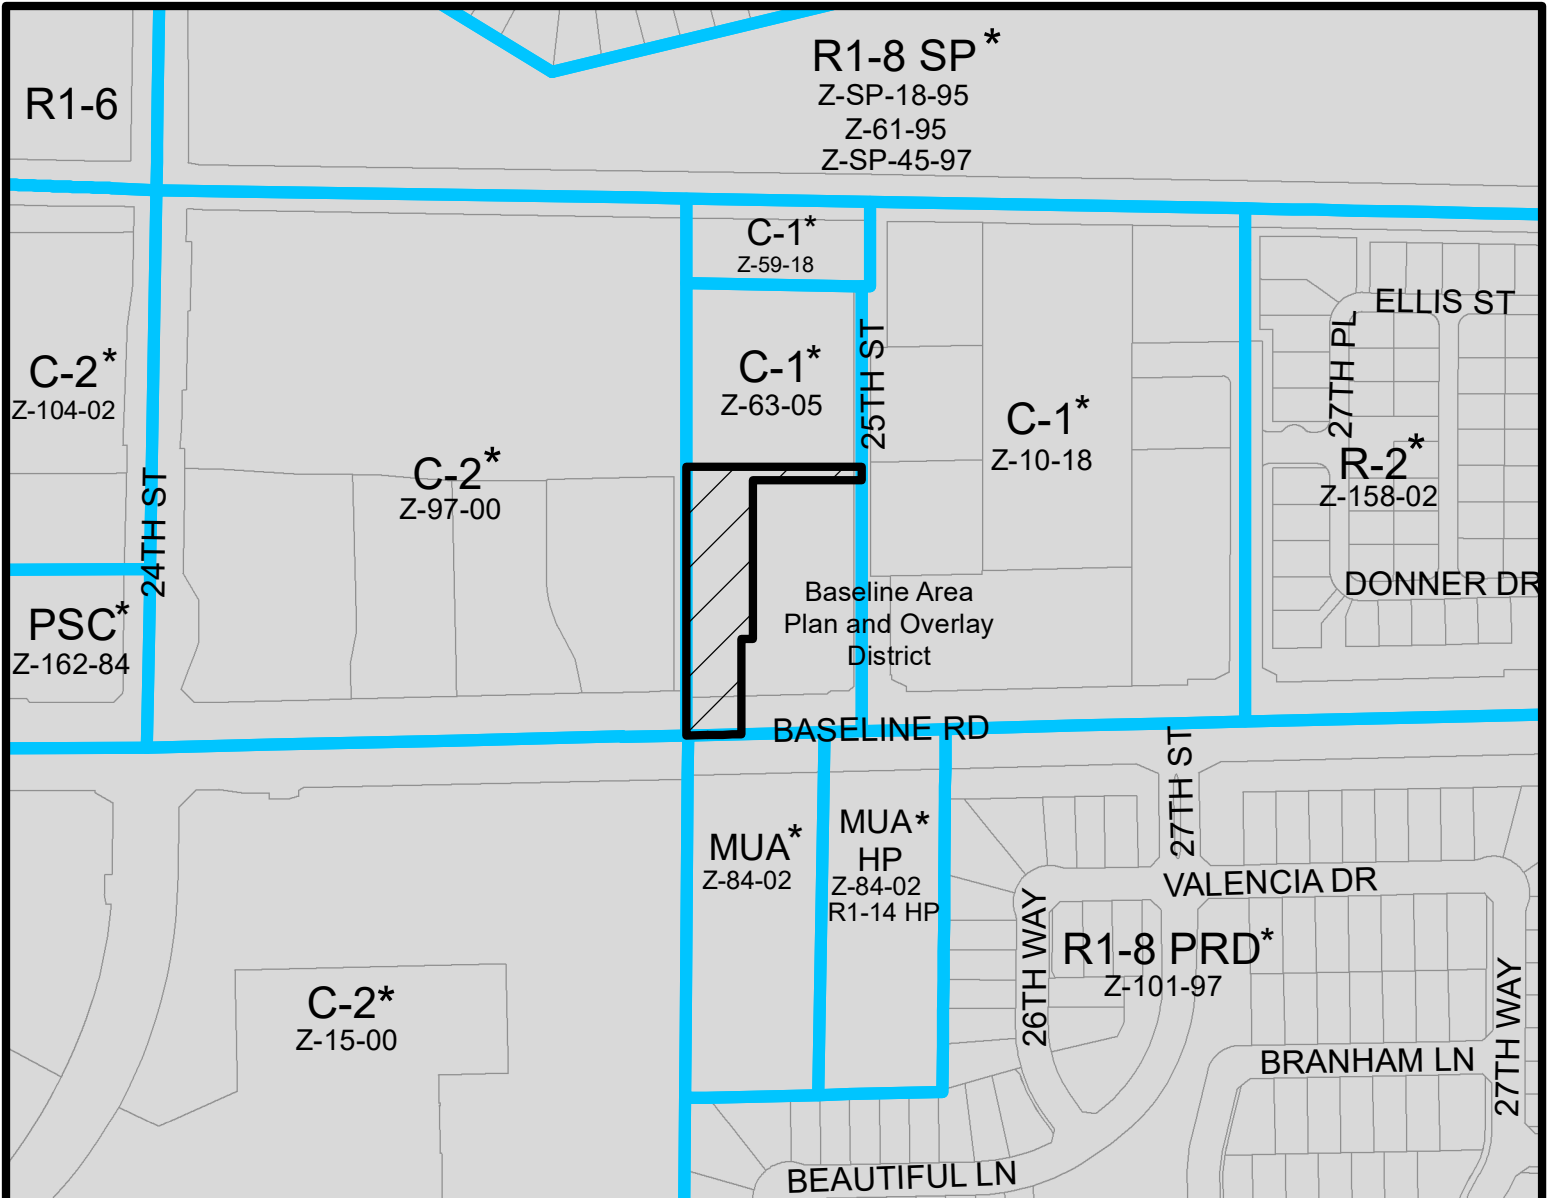 R1-8 SP*
Z-SP-18-95
Z-61-95
Z-SP-45-97
R1-6
C-1*
Z-59-18
C-2*
Z-104-02
C-1*
Z-63-05
25TH ST
C-1*
Z-10-18
ELLIS ST
27TH PL
R-2*
Z-158-02
C-2*
Z-97-00
24TH ST
PSC*
Z-162-84
Baseline Area
Plan and Overlay
District
DONNER DR
BASELINE RD
27TH ST
MUA*
Z-84-02
MUA*
HP
Z-84-02
R1-14 HP
VALENCIA DR
26TH WAY
R1-8 PRD*
Z-101-97
27TH WAY
C-2*
Z-15-00
BRANHAM LN
BEAUTIFUL LN